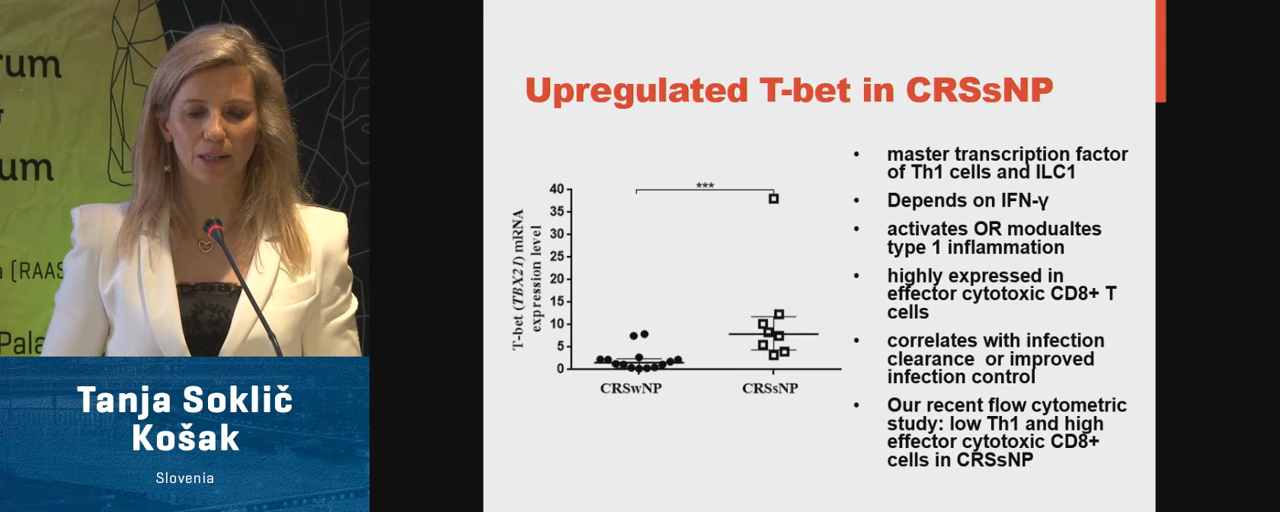 rum
um
a (RAAS
Pala
Tanja Soklič
Košak
Slovenia
Upregulated T-bet in CRSsNP
T-bet (TBX21) mRNA
expression level
***
40
35
30
25
20
15
10
5
0
CRSwNP
CRSsNP
• master transcription factor
of Th1 cells and ILC1
• Depends on IFN-γ
• activates OR modualtes
type 1 inflammation
• highly expressed in
effector cytotoxic CD8+ T
cells
• correlates with infection
clearance or improved
infection control
• Our recent flow cytometric
study: low Th1 and high
effector cytotoxic CD8+
cells in CRSsNP